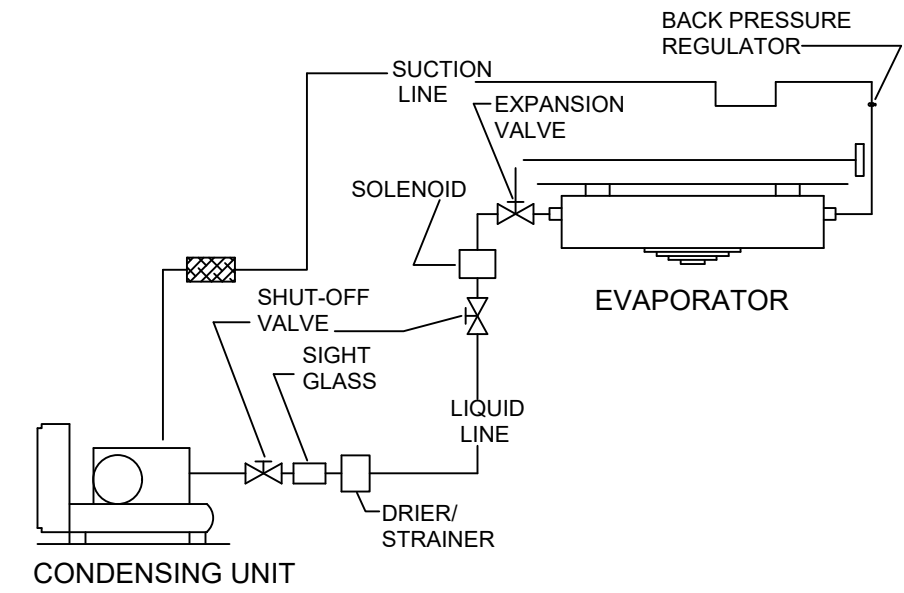 BACK PRESSURE
REGULATOR
SUCTION
LINE
EXPANSION
VALVE
SOLENOID
EVAPORATOR
SHUT-OFF
VALVE
SIGHT
GLASS
LIQUID
LINE
DRIER/
STRAINER
CONDENSING UNIT